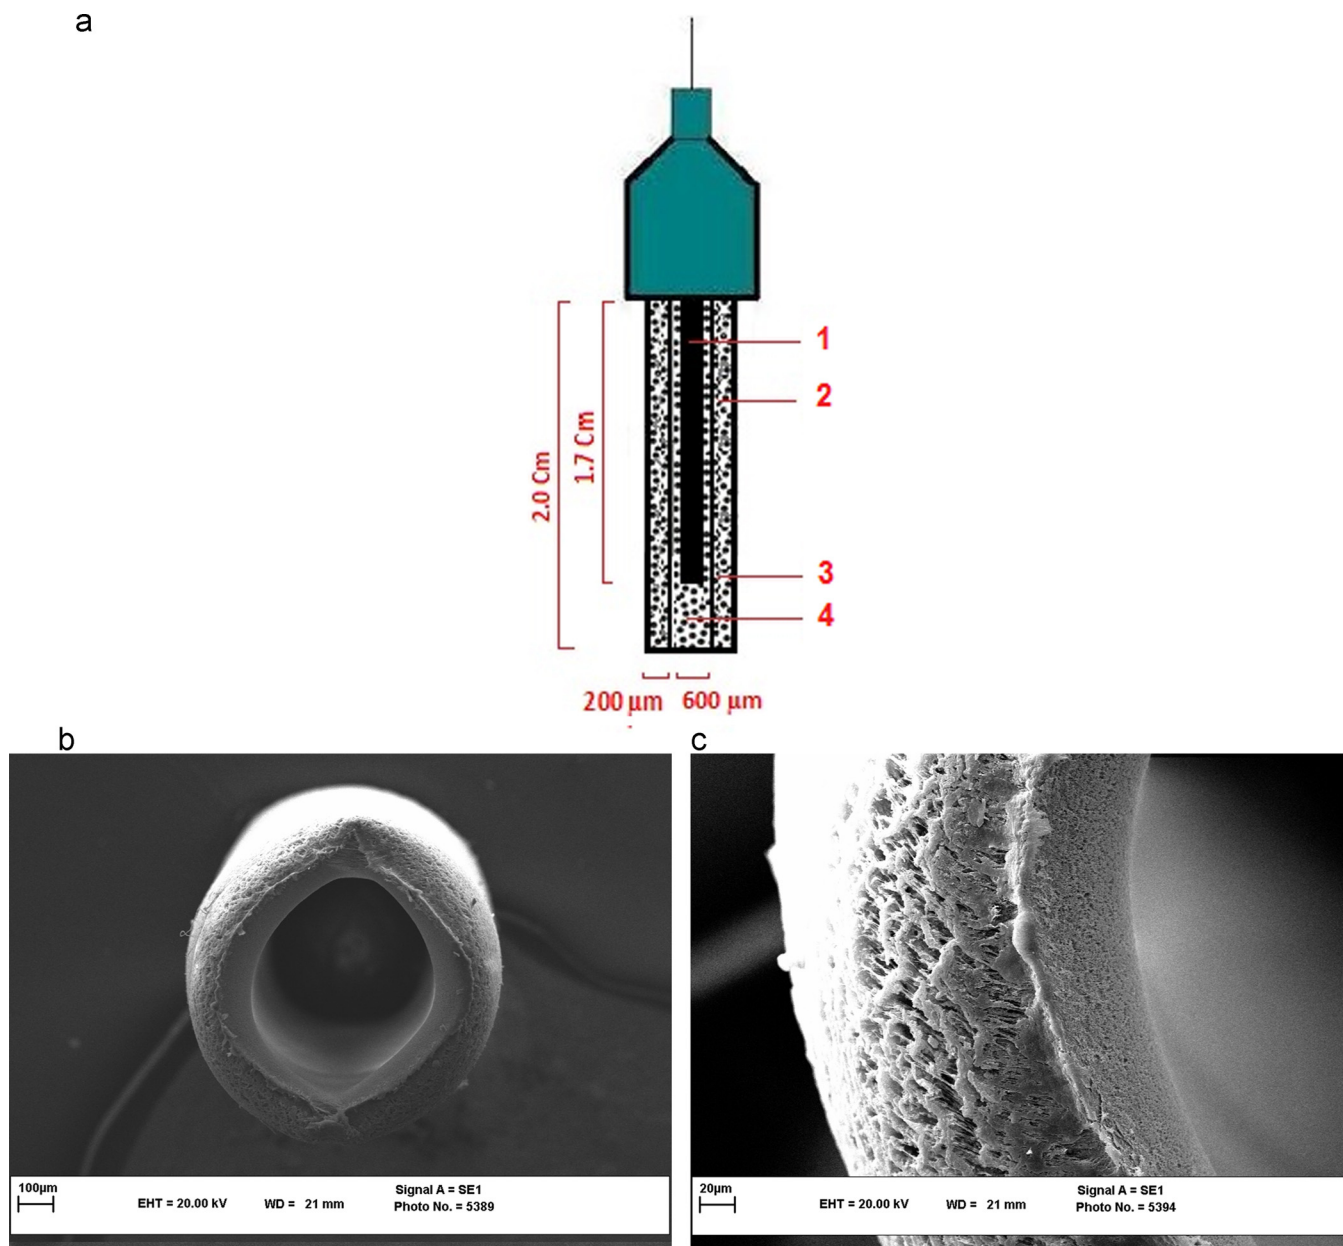 a
1
2
1.7 Cm
2.0 Cm
3
4
200 µm
600 µm
b
c
100µm
EHT = 20.00 kV
WD = 21 mm
Signal A = SE1
Photo No. = 5389
20µm
EHT = 20.00 kV
WD = 21 mm
Signal A = SE1
Photo No. = 5394